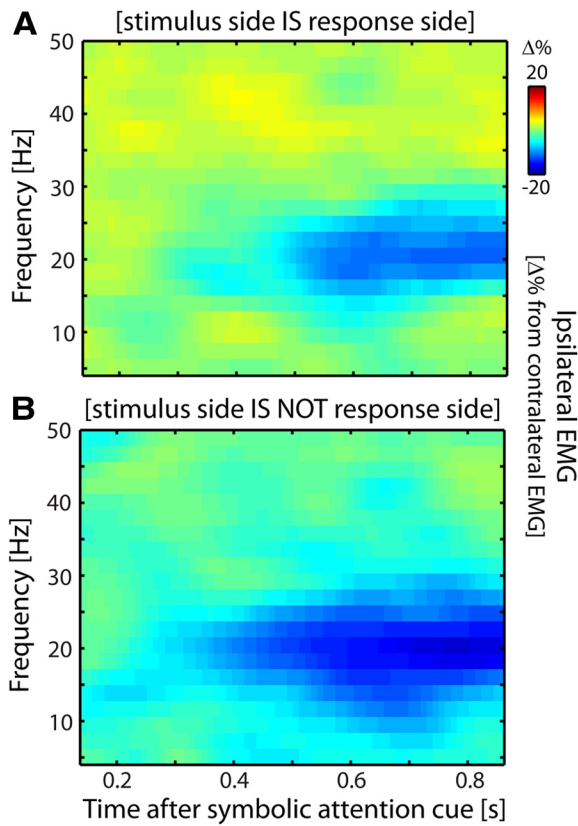 A
[stimulus side IS response side]
Δ%
20
-20
50
40
30
20
10
Frequency [Hz]
Ipsilateral EMG
[Δ% from contralateral EMG]
B
[stimulus side IS NOT response side]
50
40
30
20
10
Frequency [Hz]
0.2
0.4
0.6
0.8
Time after symbolic attention cue [s]